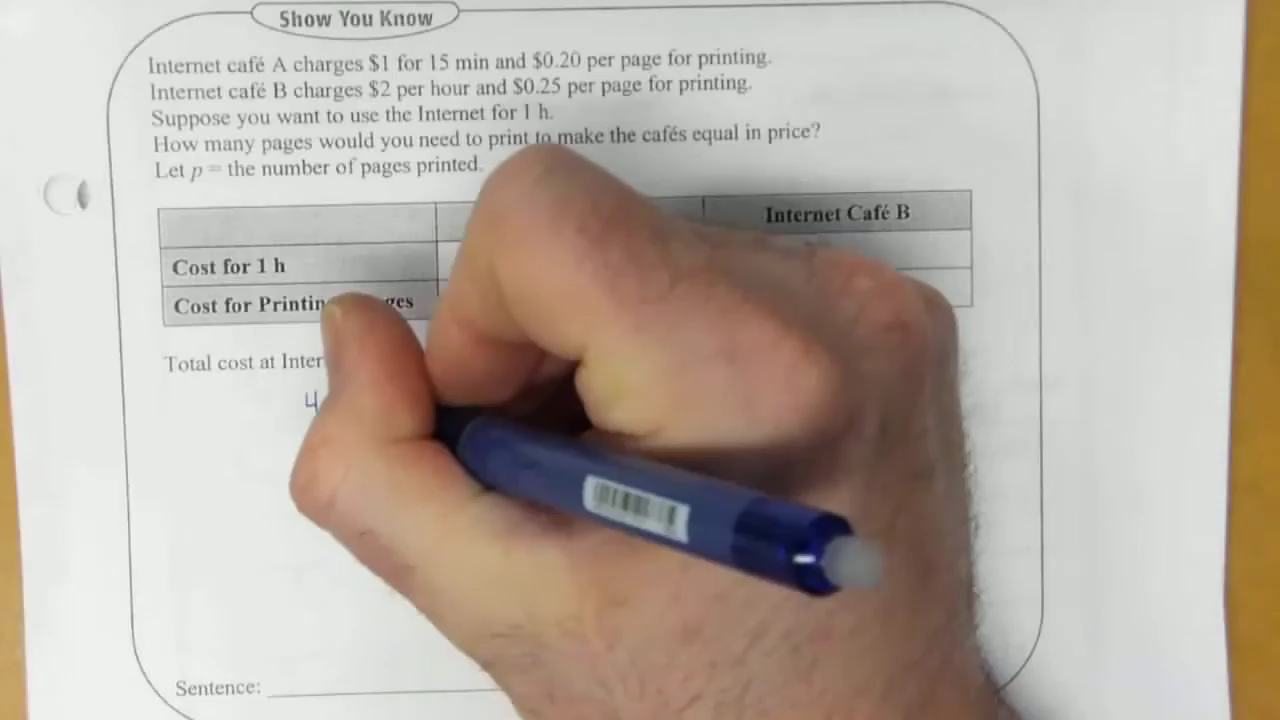 Show You Know
Internet café A charges $1 for 15 min and $0.20 per page for printing.
Internet café B charges $2 per hour and $0.25 per page for printing.
Suppose you want to use the Internet for 1 h.
How many pages would you need to print to make the cafés equal in price?
Let p = the number of pages printed.
Internet Café B
Cost for 1 h
Cost for
Total cost at
4
Sentence: